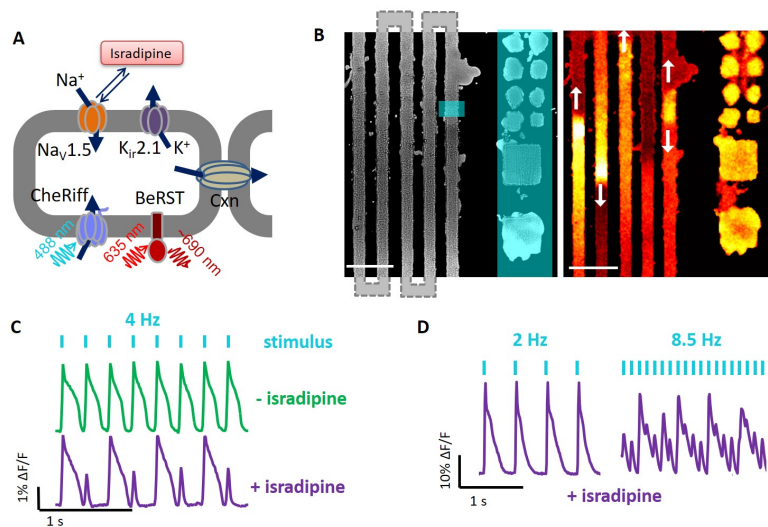 A
Isradipine
Na+
NaV1.5
Kir2.1
K+
CheRiff
BeRST
Cxn
488 nm
635 nm
~690 nm
B
C
4 Hz
stimulus
- isradipine
+ isradipine
1% ΔF/F
1 s
D
2 Hz
8.5 Hz
10% ΔF/F
1 s
+ isradipine